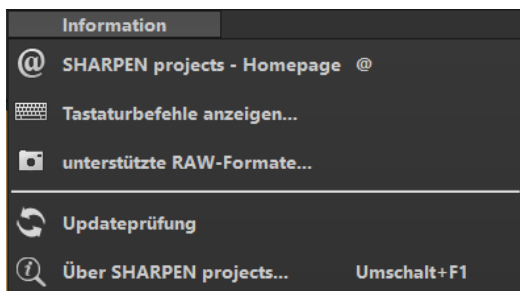 Information
SHARPEN projects - Homepage @
Tastaturbefehle anzeigen...
unterstützte RAW-Formate...
Updateprüfung
Über SHARPEN projects... Umschalt+F1